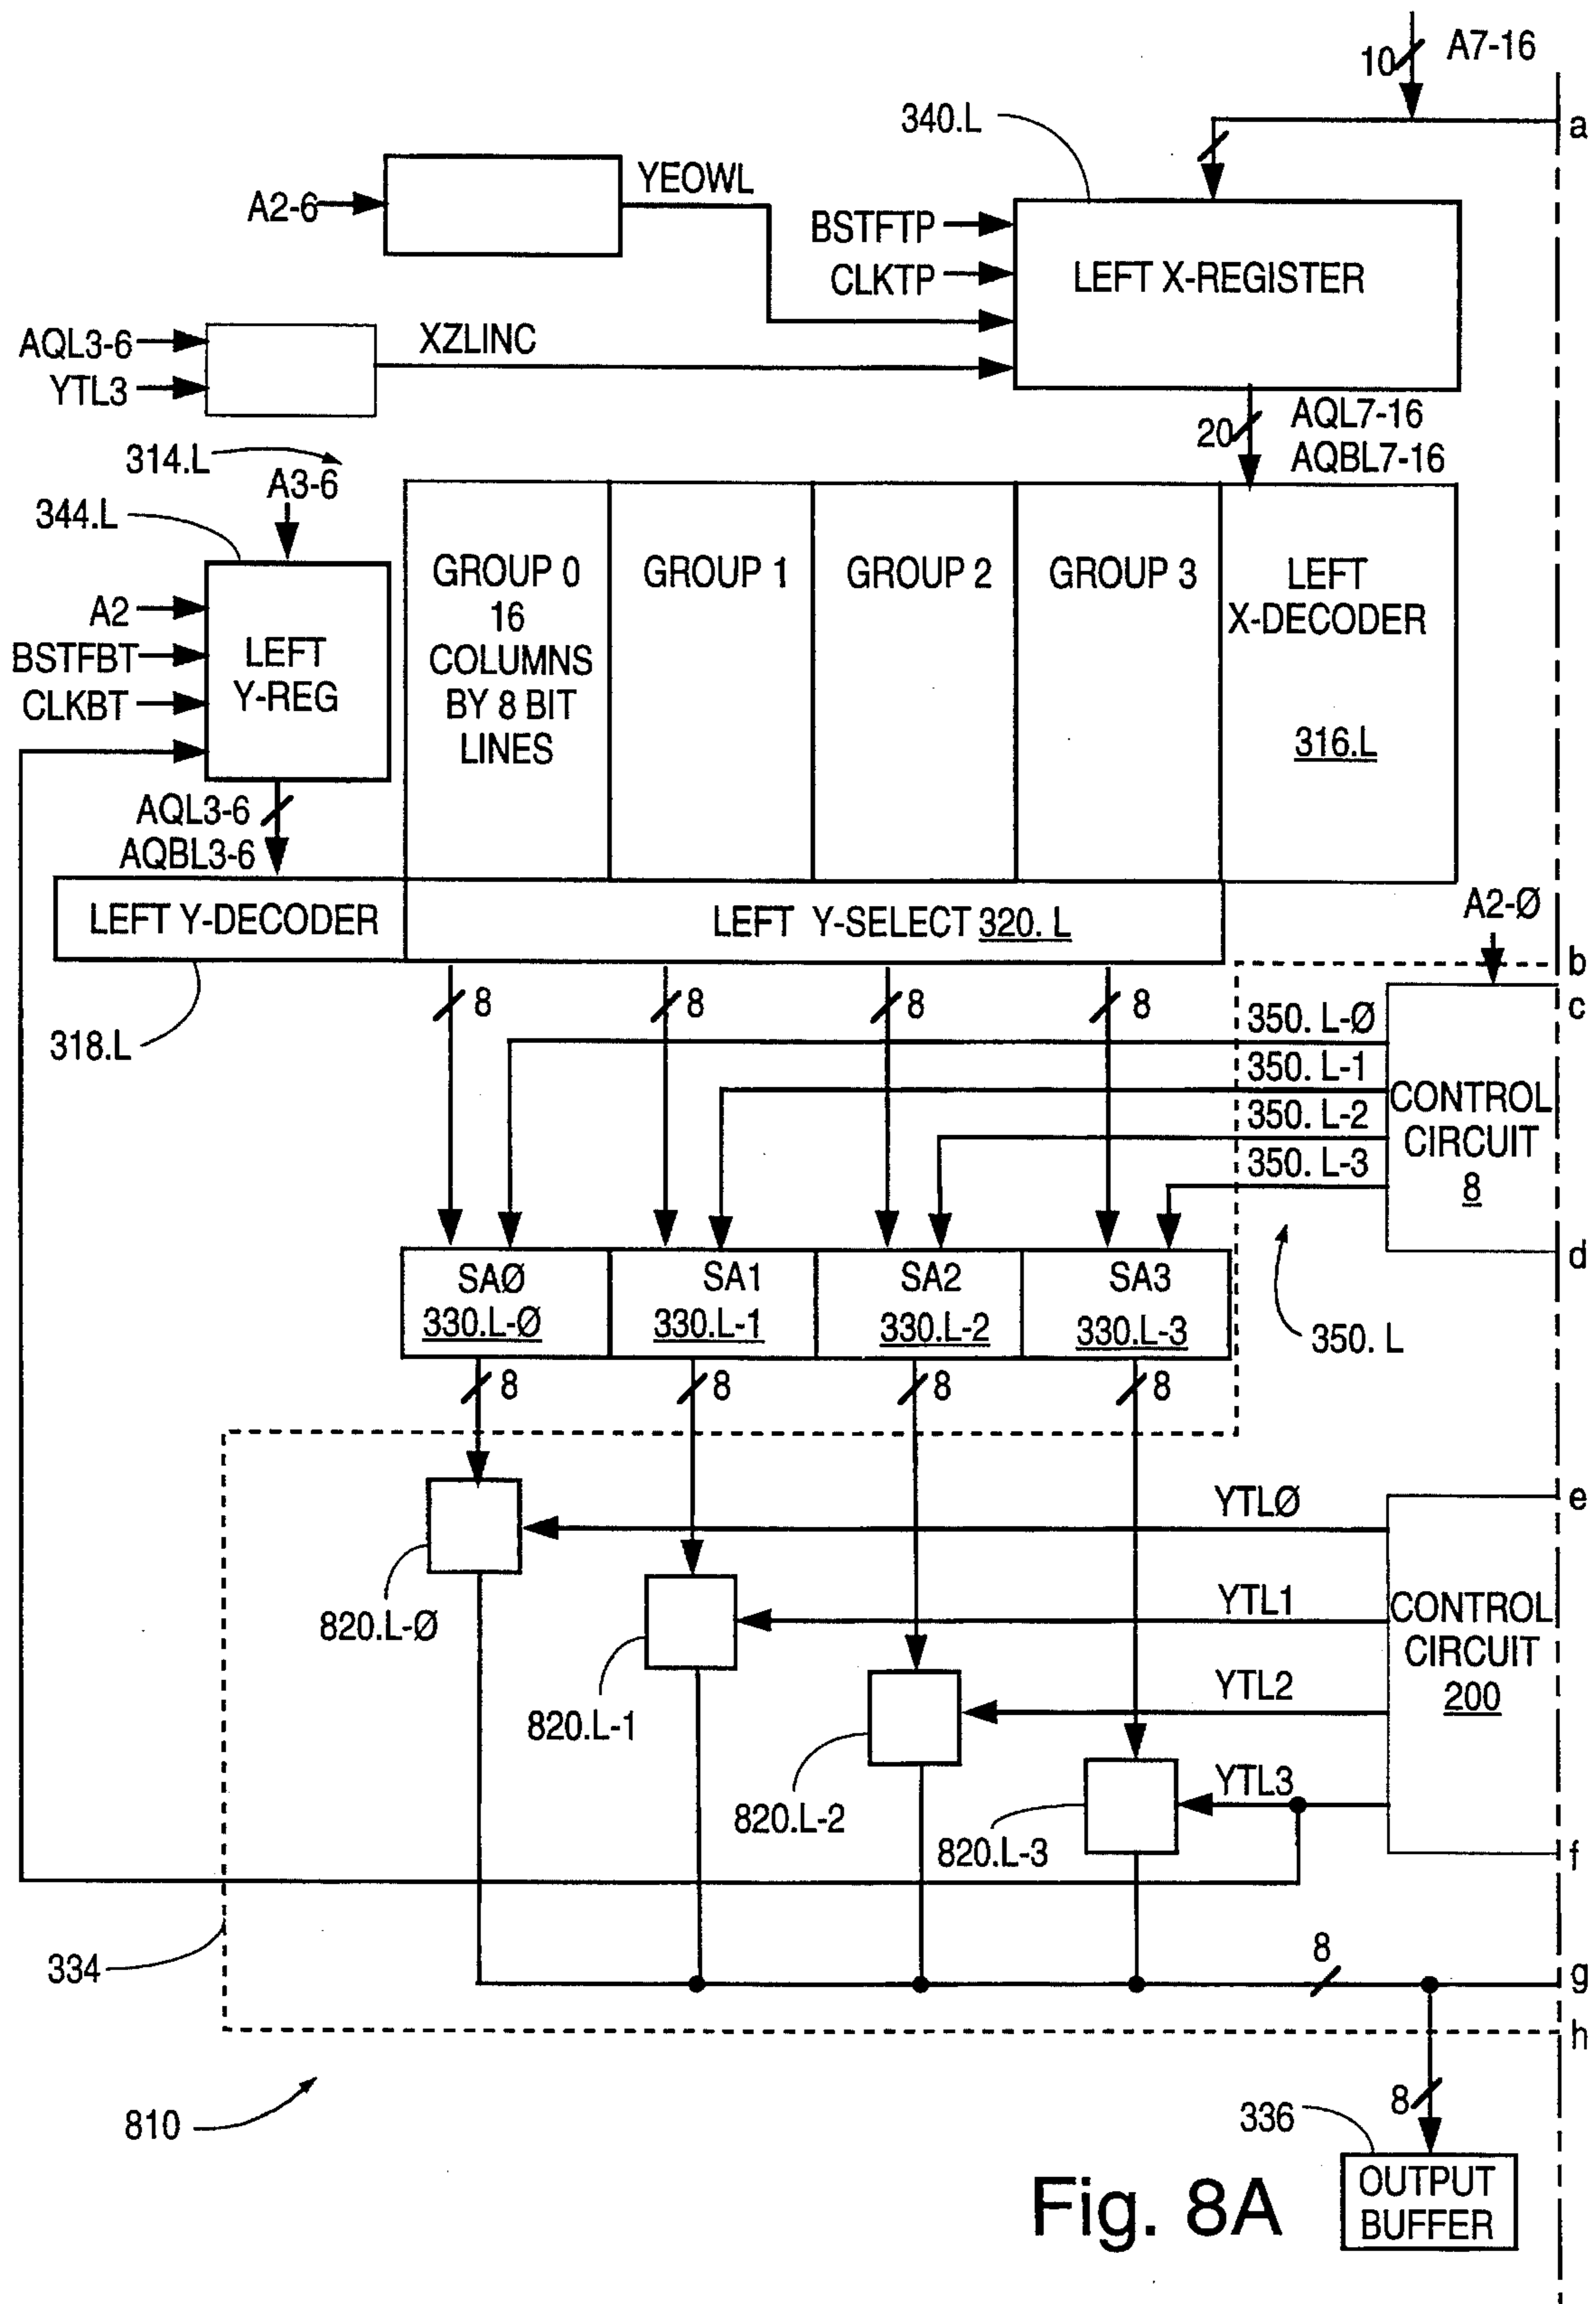 10
A7-16
a
340.L
YEOWL
A2-6
BSTFTP
CLKTP
LEFT X-REGISTER
AQL3-6
YTL3
XZLINC
20
AQL7-16
AQBL7-16
314.L
A3-6
344.L
A2
BSTFBT
CLKBT
LEFT
Y-REG
GROUP 0
16
COLUMNS
BY 8 BIT
LINES
GROUP 1
GROUP 2
GROUP 3
LEFT
X-DECODER
316.L
AQL3-6
AQBL3-6
LEFT Y-DECODER
LEFT Y-SELECT 320. L
A2-Ø
b
c
318.L
8
8
8
8
350. L-Ø
350. L-1
350. L-2
350. L-3
CONTROL
CIRCUIT
8
d
SAØ
330.L-Ø
SA1
330.L-1
SA2
330.L-2
SA3
330.L-3
350. L
8
8
8
8
YTLØ
e
820.L-Ø
YTL1
CONTROL
CIRCUIT
200
820.L-1
YTL2
820.L-2
YTL3
820.L-3
f
334
8
g
h
810
8
336
OUTPUT
BUFFER
Fig. 8A